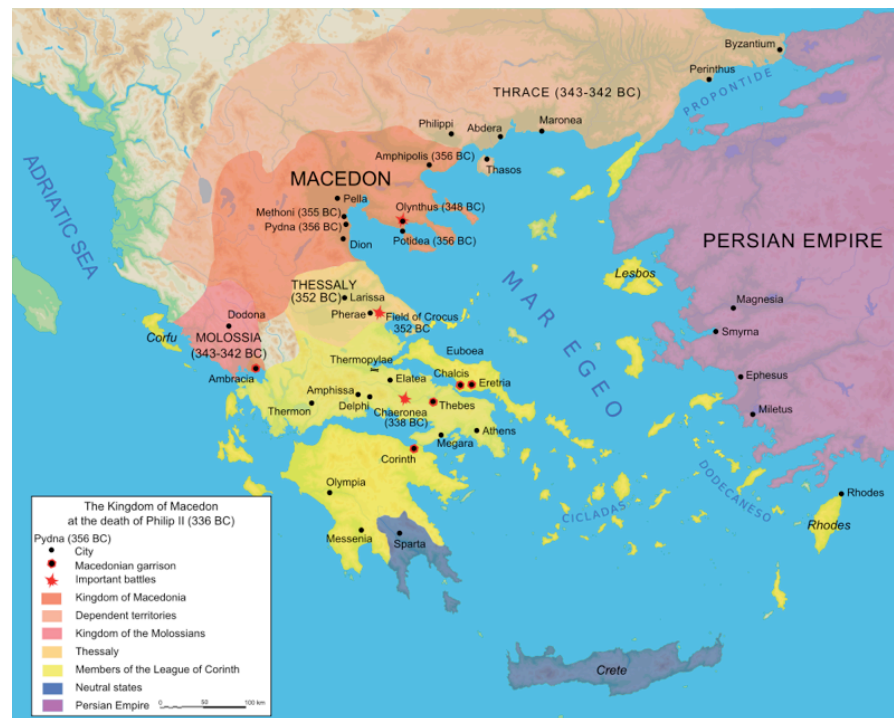 Byzantium
Perinthus
PROPONTIDE
THRACE (343-342 BC)
Philippi
Abdera
Maronea
Amphipolis (356 BC)
Thasos
ADRIATIC SEA
MACEDON
Pella
Olynthus (348 BC)
Methoni (355 BC)
Pydna (356 BC)
Potidea (356 BC)
Dion
PERSIAN EMPIRE
Lesbos
THESSALY
(352 BC)
Larissa
Magnesia
Dodona
Pherae
Field of Crocus
352 BC
MAR EGEO
Smyrna
Corfu
MOLOSSIA
(343-342 BC)
Euboea
Thermopylae
Ambracia
Elatea
Chalcis
Eretria
Ephesus
Amphissa
Thermon
Delphi
Chaeronea
(338 BC)
Thebes
Miletus
Megara
Athens
Corinth
Olympia
DODECANESO
Rhodes
CICLADAS
Rhodes
Messenia
Sparta
Crete
The Kingdom of Macedon
at the death of Philip II (336 BC)
Pydna (356 BC)
City
Macedonian garrison
Important battles
Kingdom of Macedonia
Dependent territories
Kingdom of the Molossians
Thessaly
Members of the League of Corinth
Neutral states
Persian Empire
0 50 100 km